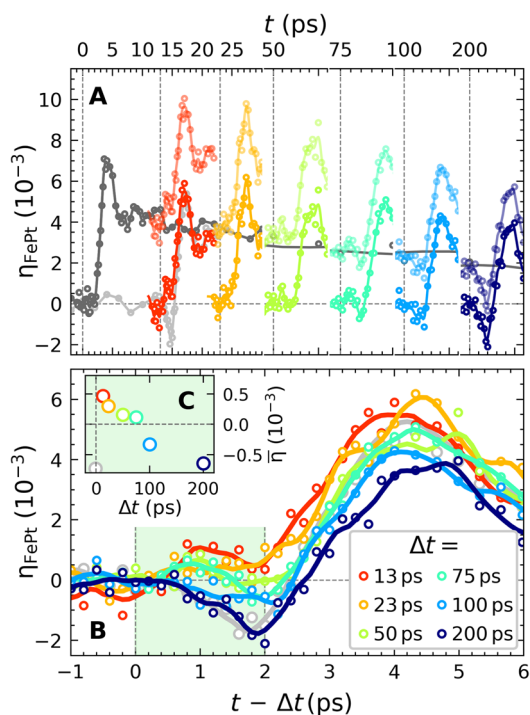 t (ps)
0 15 25 50 75 100 200
A
η_FePt (10⁻³)
10
8
6
4
2
0
−2
C
0.5
0.0
−0.5
η̅ (10⁻³)
0 100 200
Δt (ps)
B
η_FePt (10⁻³)
6
4
2
0
−2
Δt =
13 ps 75 ps
23 ps 100 ps
50 ps 200 ps
−1 0 1 2 3 4 5 6
t − Δt (ps)